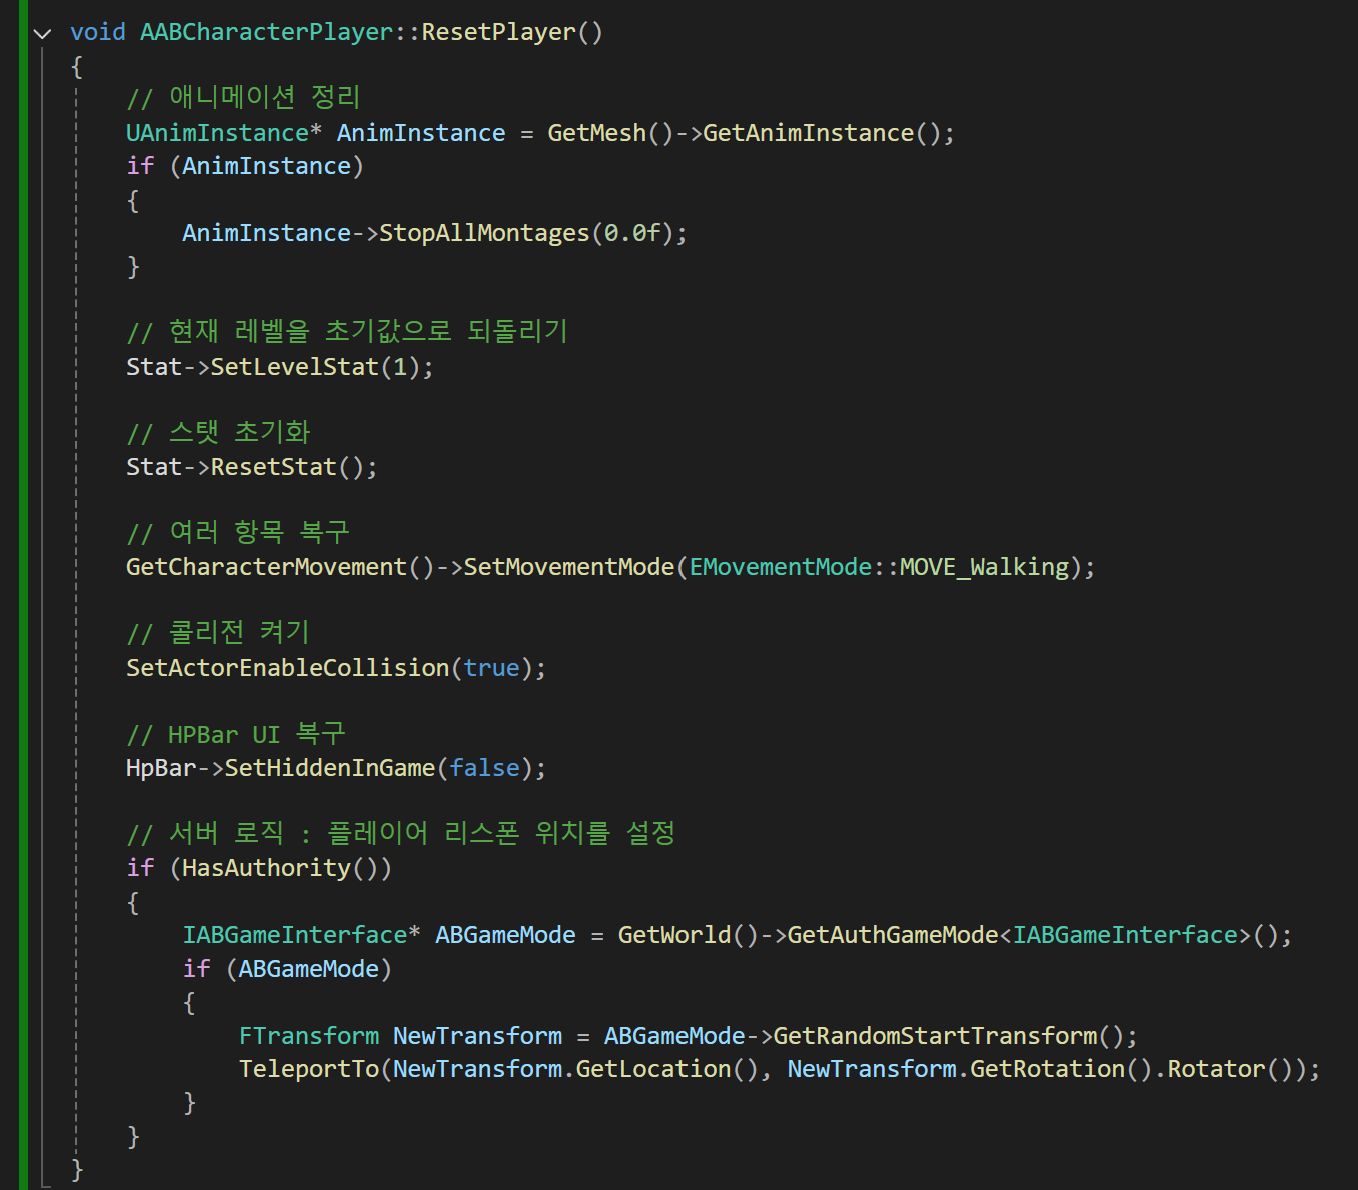 void AABCharacterPlayer::ResetPlayer()
{
    // 애니메이션 정리
    UAnimInstance* AnimInstance = GetMesh()->GetAnimInstance();
    if (AnimInstance)
    {
        AnimInstance->StopAllMontages(0.0f);
    }

    // 현재 레벨을 초기값으로 되돌리기
    Stat->SetLevelStat(1);

    // 스탯 초기화
    Stat->ResetStat();

    // 여러 항목 복구
    GetCharacterMovement()->SetMovementMode(EMovementMode::MOVE_Walking);

    // 콜리전 켜기
    SetActorEnableCollision(true);

    // HPBar UI 복구
    HpBar->SetHiddenInGame(false);

    // 서버 로직 : 플레이어 리스폰 위치를 설정
    if (HasAuthority())
    {
        IABGameInterface* ABGameMode = GetWorld()->GetAuthGameMode<IABGameInterface>();
        if (ABGameMode)
        {
            FTransform NewTransform = ABGameMode->GetRandomStartTransform();
            TeleportTo(NewTransform.GetLocation(), NewTransform.GetRotation().Rotator());
        }
    }
}